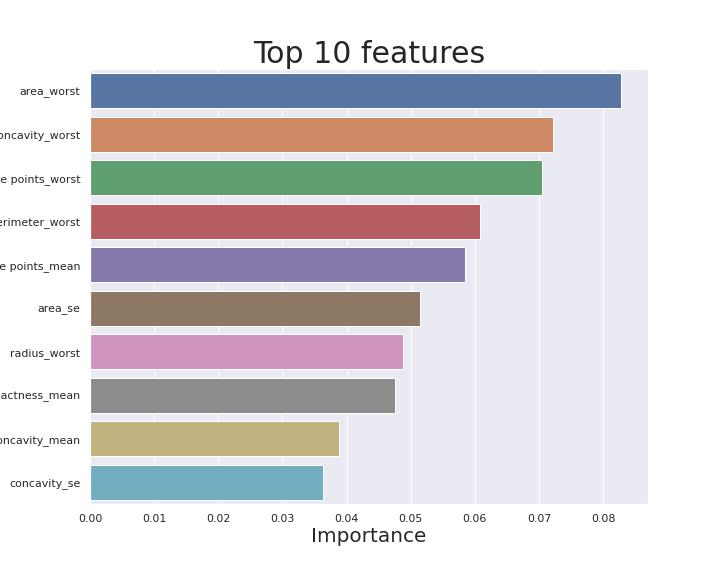 Top 10 features
area_worst
oncavity_worst
e points_worst
erimeter_worst
e points_mean
area_se
radius_worst
actness_mean
oncavity_mean
concavity_se
0.00 0.01 0.02 0.03 0.04 0.05 0.06 0.07 0.08
Importance